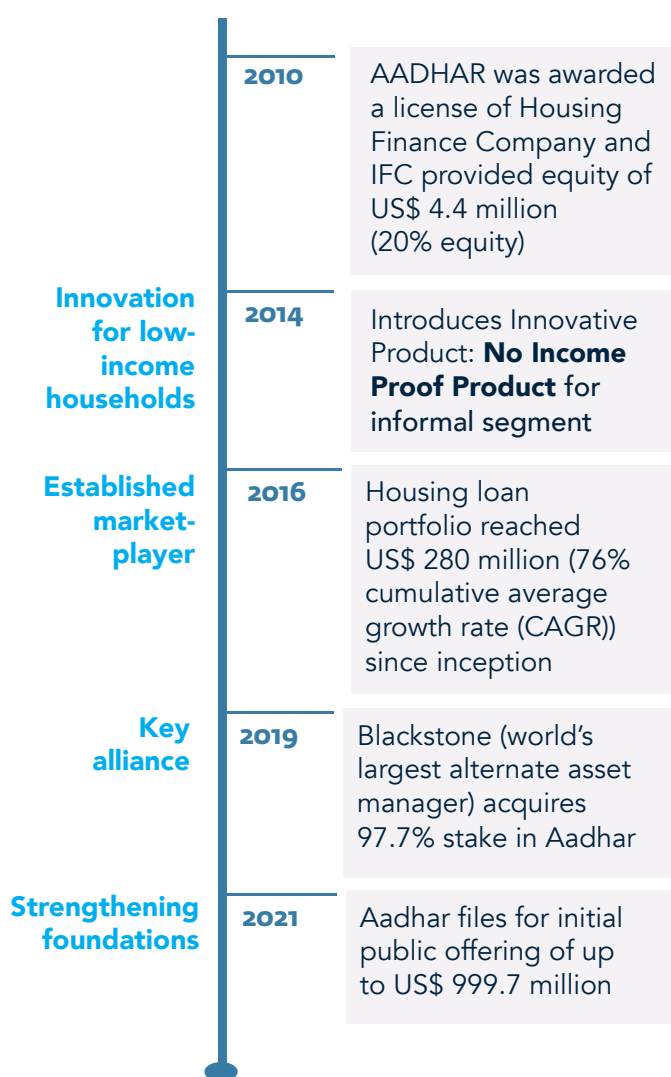 2010
AADHAR was awarded
a license of Housing
Finance Company and
IFC provided equity of
US$ 4.4 million
(20% equity)
Innovation
for low-
income
households
2014
Introduces Innovative
Product: No Income
Proof Product for
informal segment
Established
market-
player
2016
Housing loan
portfolio reached
US$ 280 million (76%
cumulative average
growth rate (CAGR))
since inception
Key
alliance
2019
Blackstone (world’s
largest alternate asset
manager) acquires
97.7% stake in Aadhar
Strengthening
foundations
2021
Aadhar files for initial
public offering of up
to US$ 999.7 million